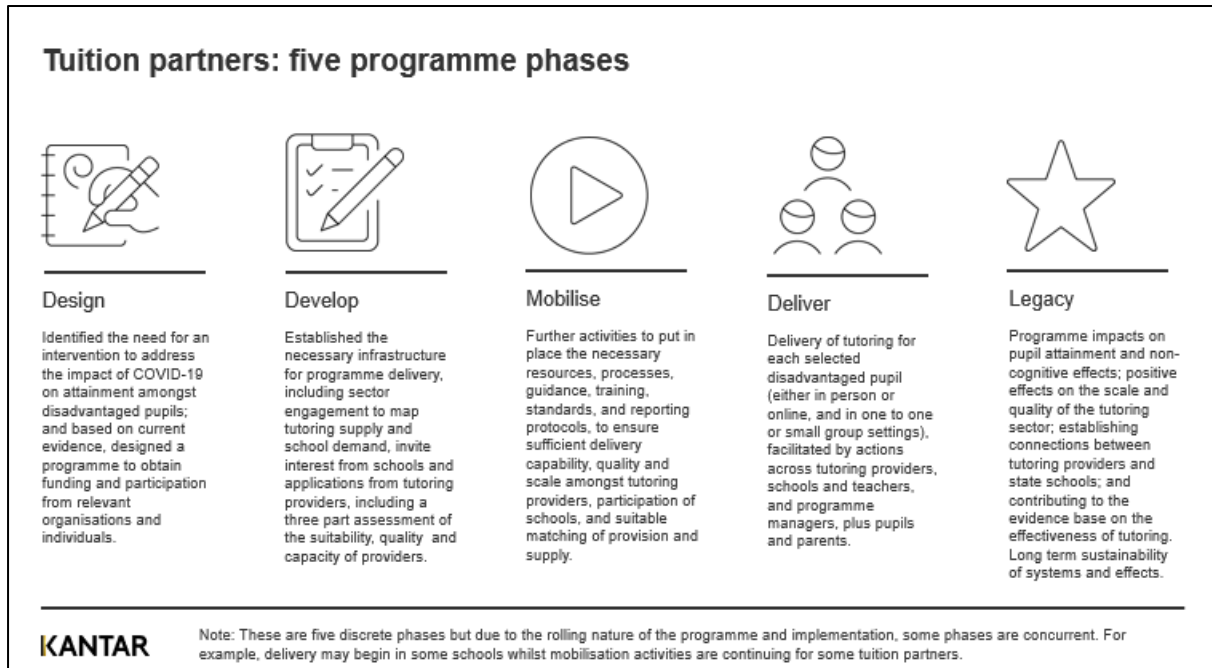 Tuition partners: five programme phases
Design
Identified the need for an
intervention to address
the impact of COVID-19
on attainment amongst
disadvantaged pupils;
and based on current
evidence, designed a
programme to obtain
funding and participation
from relevant
organisations and
individuals.
Develop
Established the
necessary infrastructure
for programme delivery,
including sector
engagement to map
tutoring supply and
school demand, invite
interest from schools and
applications from tutoring
providers, including a
three part assessment of
the suitability, quality and
capacity of providers.
Mobilise
Further activities to put in
place the necessary
resources, processes,
guidance, training,
standards, and reporting
protocols, to ensure
sufficient delivery
capability, quality and
scale amongst tutoring
providers, participation of
schools, and suitable
matching of provision and
supply.
Deliver
Delivery of tutoring for
each selected
disadvantaged pupil
(either in person or
online, and in one to one
or small group settings),
facilitated by actions
across tutoring providers,
schools and teachers,
and programme
managers, plus pupils
and parents.
Legacy
Programme impacts on
pupil attainment and non-
cognitive effects; positive
effects on the scale and
quality of the tutoring
sector; establishing
connections between
tutoring providers and
state schools; and
contributing to the
evidence base on the
effectiveness of tutoring.
Long term sustainability
of systems and effects.
KANTAR
Note: These are five discrete phases but due to the rolling nature of the programme and implementation, some phases are concurrent. For
example, delivery may begin in some schools whilst mobilisation activities are continuing for some tuition partners.